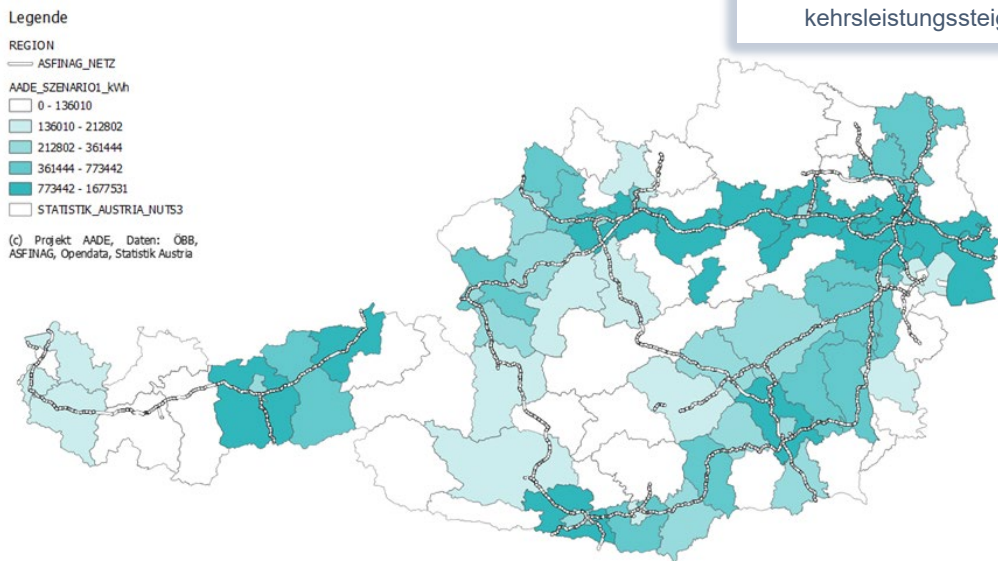 kehrsleistungssteig
Legende
REGION
ASFINAG_NETZ
AADE_SZENARIO1_kWh
0 - 136010
136010 - 212802
212802 - 361444
361444 - 773442
773442 - 1677531
STATISTIK_AUSTRIA_NUTS3
(c) Projekt AADE, Daten: ÖBB,
ASFINAG, Opendata, Statistik Austria